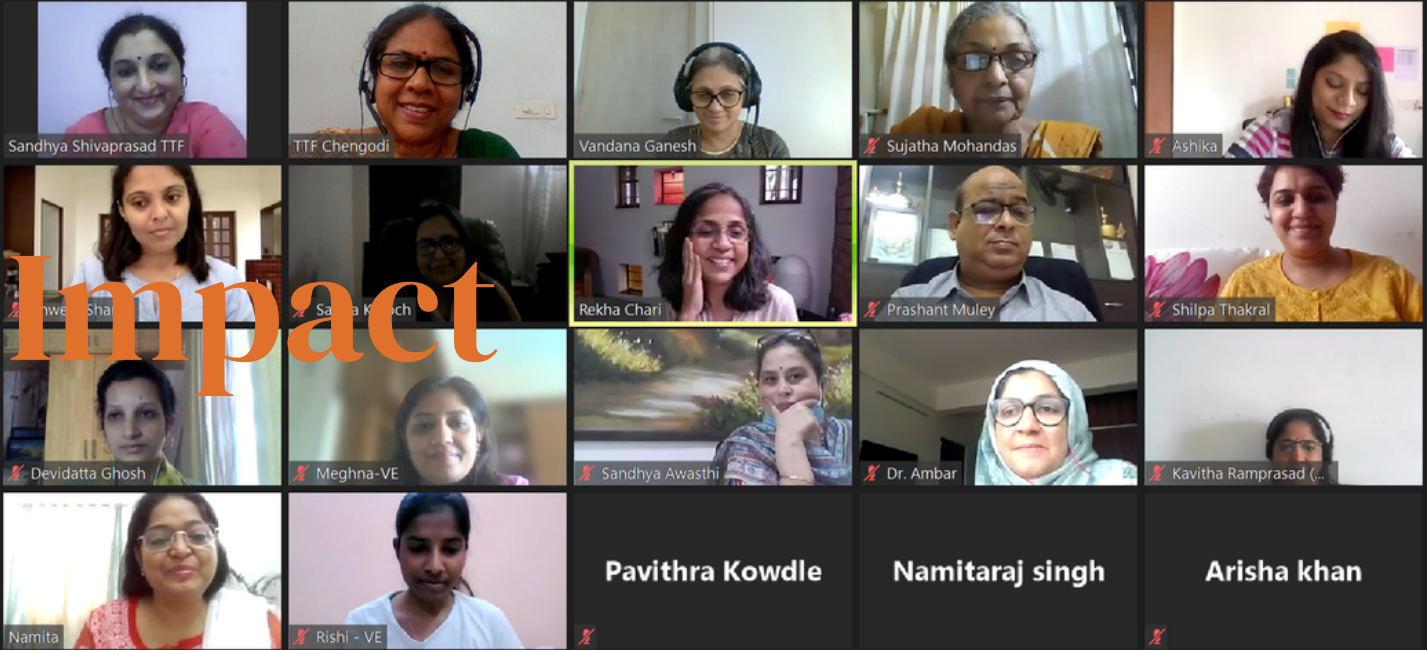 Sandhya Shivaprasad TTF
TTF Chengodi
Vandana Ganesh
Sujatha Mohandas
Ashika
Impact
Rekha Chari
Prashant Muley
Shilpa Thakral
Devidatta Ghosh
Meghna-VE
Sandhya Awasthi
Dr. Ambar
Kavitha Ramprasad (...
Namita
Rishi - VE
Pavithra Kowdle
Namitaraj singh
Arisha khan